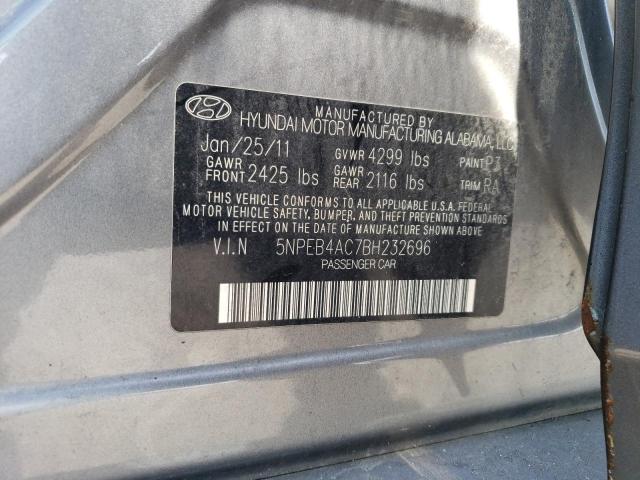 MANUFACTURED BY
HYUNDAI MOTOR MANUFACTURING ALABAMA, LLC
Jan/25/11 GVWR 4299 lbs PAINT P3
GAWR FRONT 2425 lbs GAWR REAR 2116 lbs TRIM RA
THIS VEHICLE CONFORMS TO ALL APPLICABLE U.S.A. FEDERAL
MOTOR VEHICLE SAFETY, BUMPER, AND THEFT PREVENTION STANDARDS
IN EFFECT ON THE DATE OF MANUFACTURE SHOWN ABOVE.
V.I.N 5NPEB4AC7BH232696
PASSENGER CAR